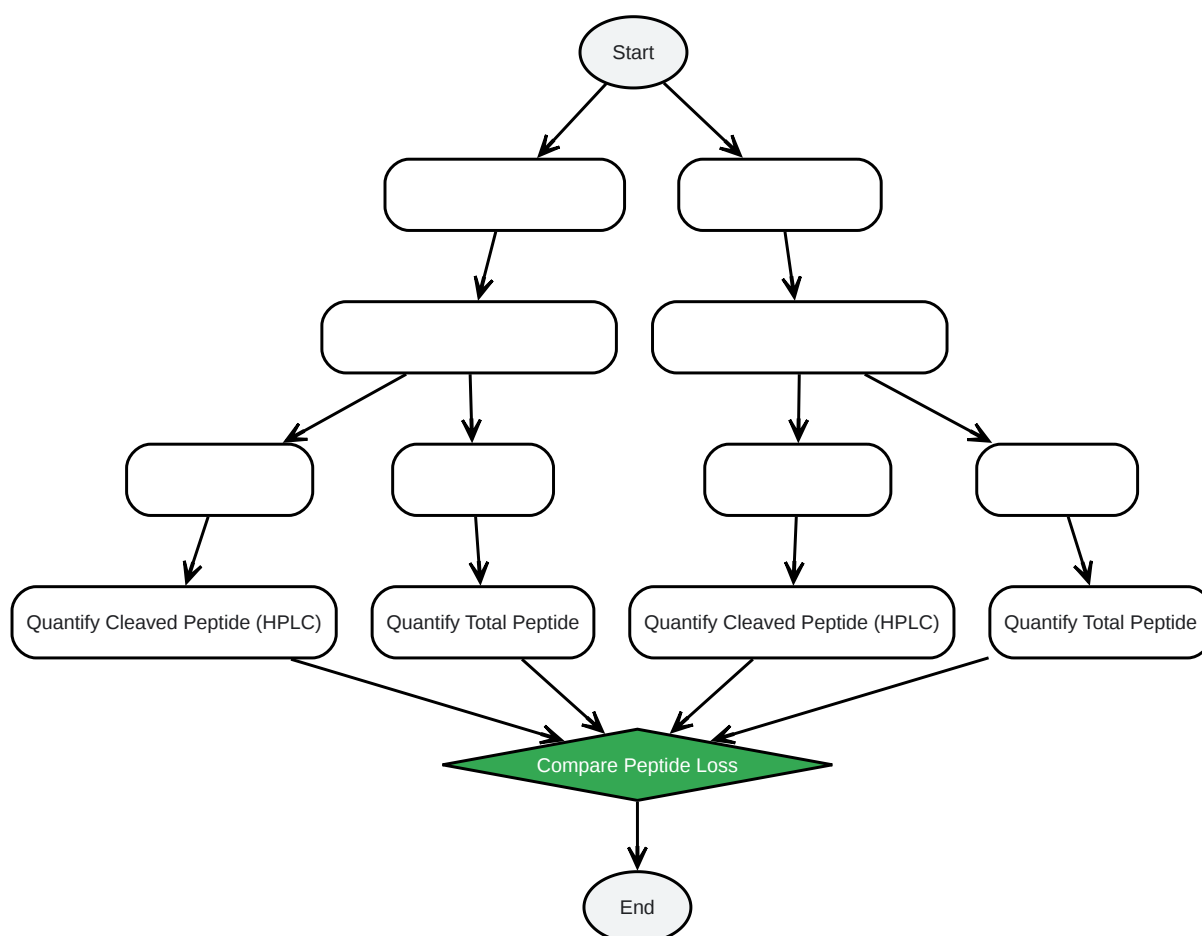 Start
Quantify Cleaved Peptide (HPLC)
Quantify Total Peptide
Quantify Cleaved Peptide (HPLC)
Quantify Total Peptide
Compare Peptide Loss
End